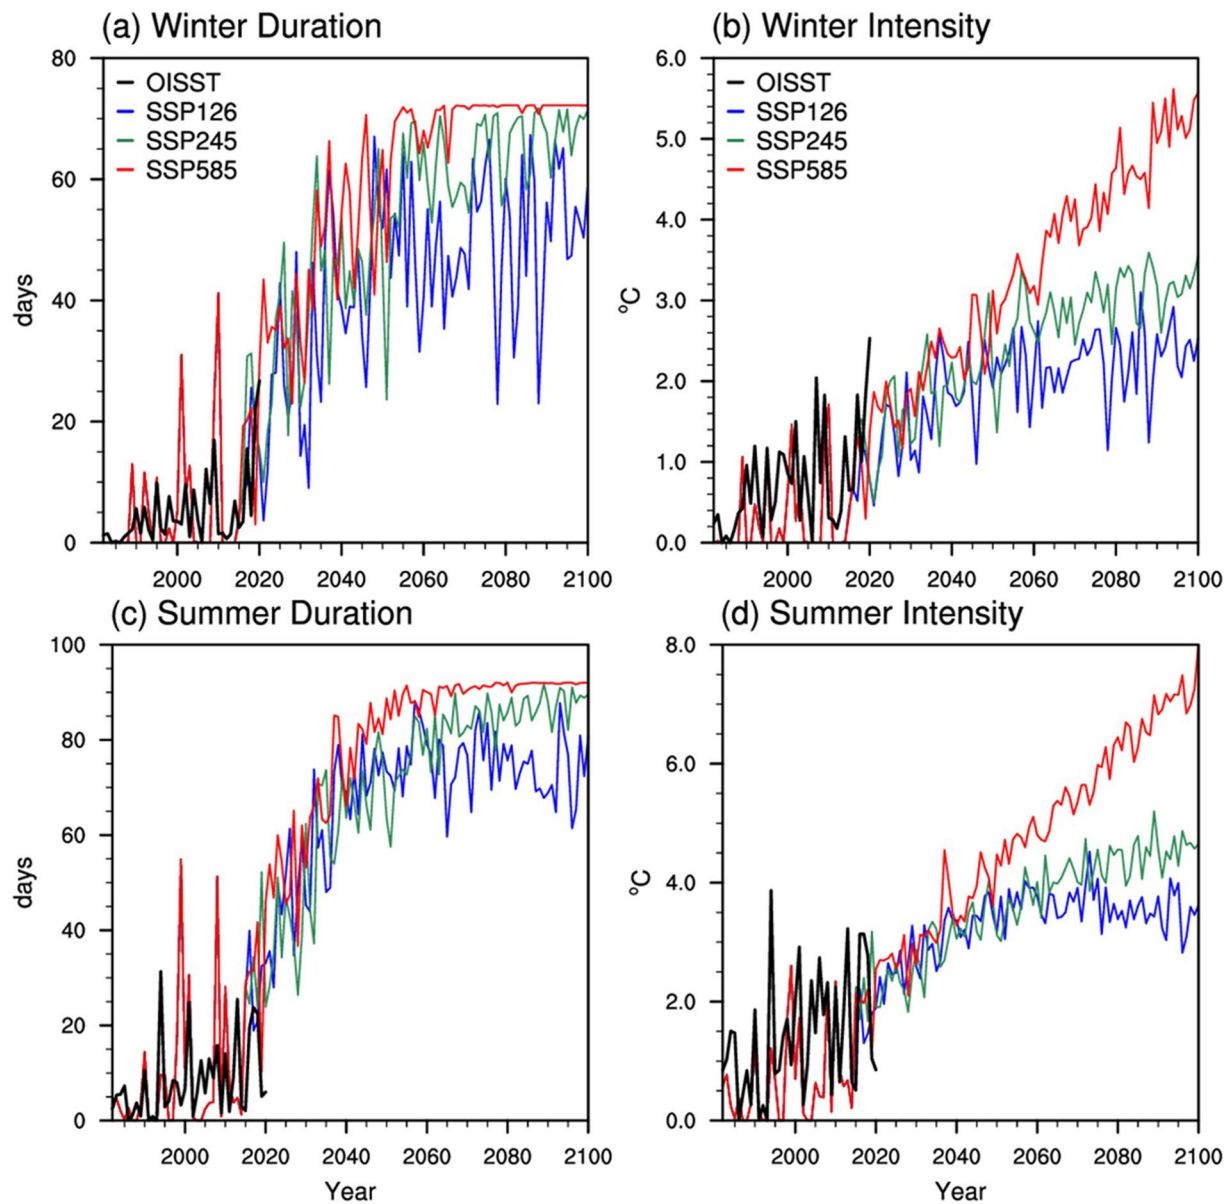 (a) Winter Duration
(b) Winter Intensity
80
60
40
20
0
days
OISST
SSP126
SSP245
SSP585
2000 2020 2040 2060 2080 2100
6.0
5.0
4.0
3.0
2.0
1.0
0.0
°C
OISST
SSP126
SSP245
SSP585
2000 2020 2040 2060 2080 2100
(c) Summer Duration
(d) Summer Intensity
100
80
60
40
20
0
days
2000 2020 2040 2060 2080 2100
Year
8.0
6.0
4.0
2.0
0.0
°C
2000 2020 2040 2060 2080 2100
Year